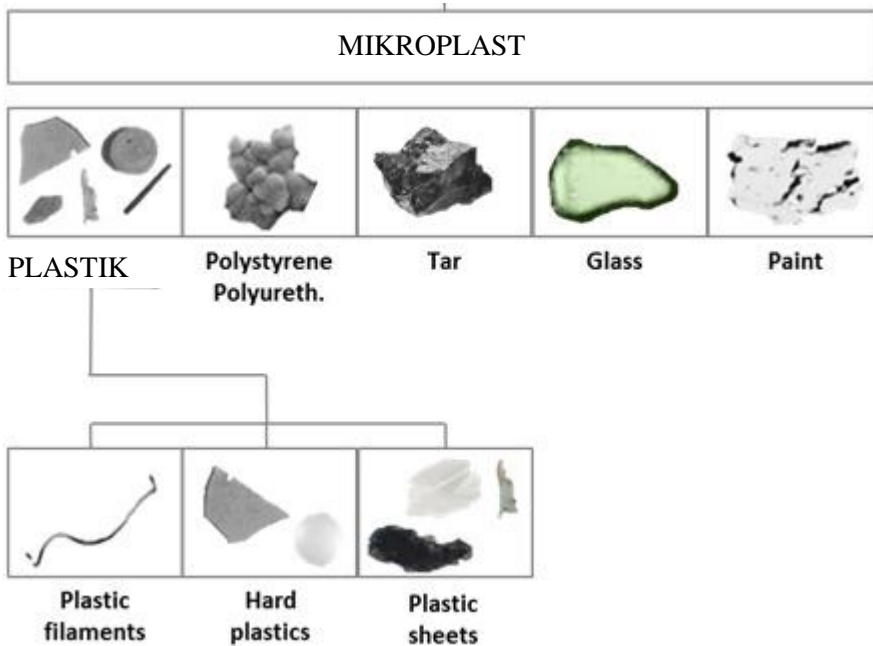 MIKROPLAST
PLASTIK
Polystyrene
Polyureth.
Tar
Glass
Paint
Plastic
filaments
Hard
plastics
Plastic
sheets